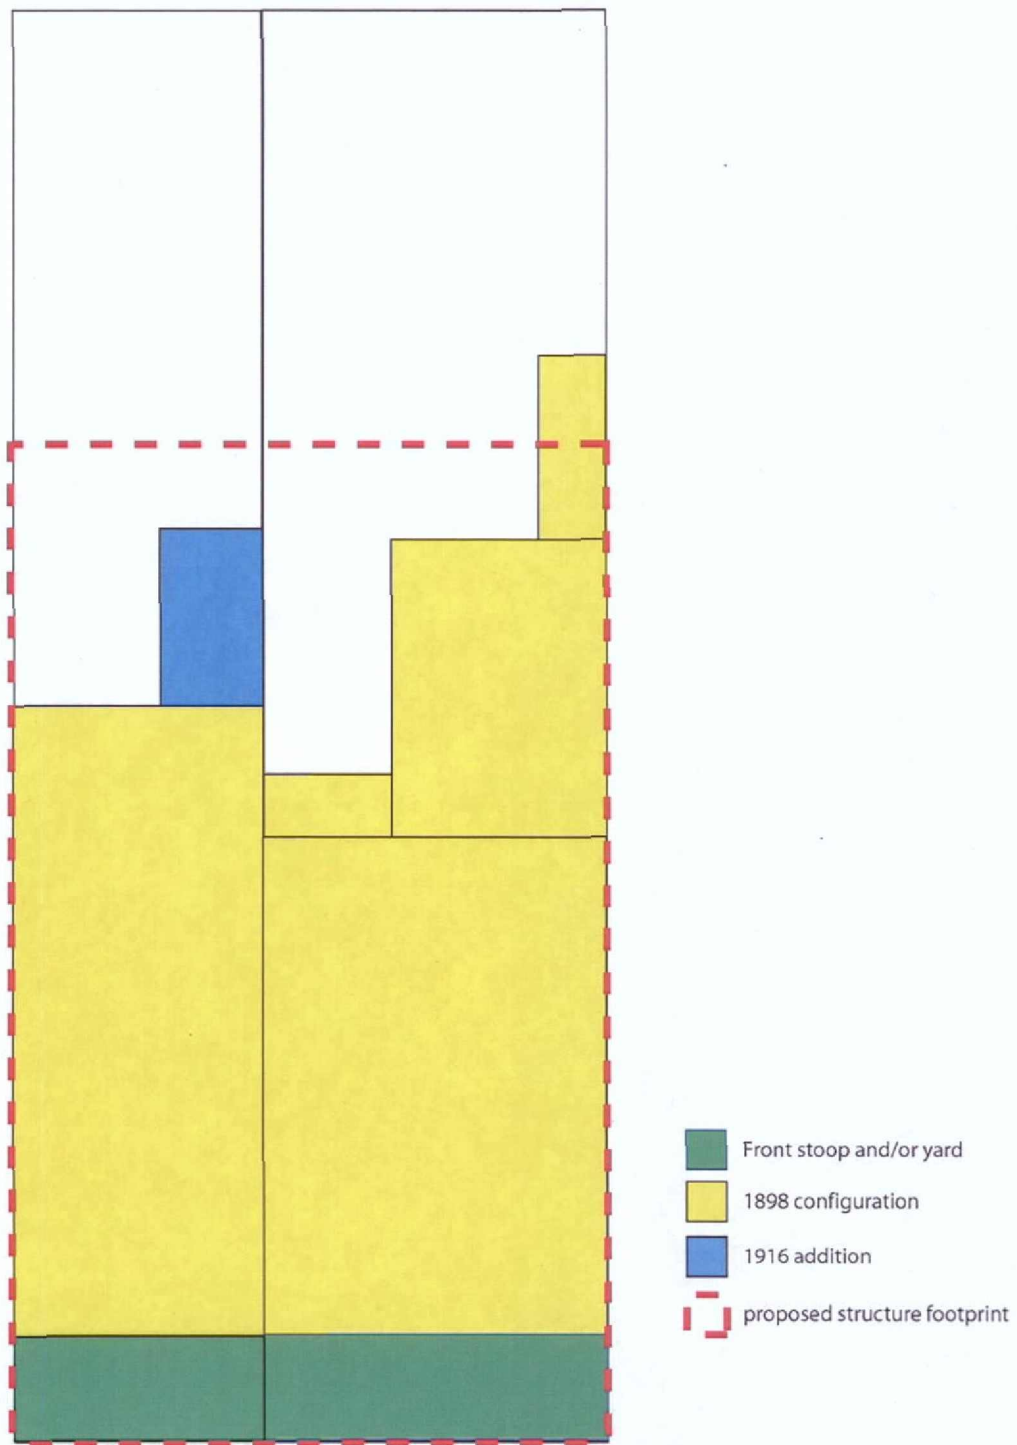 Front stoop and/or yard
1898 configuration
1916 addition
proposed structure footprint